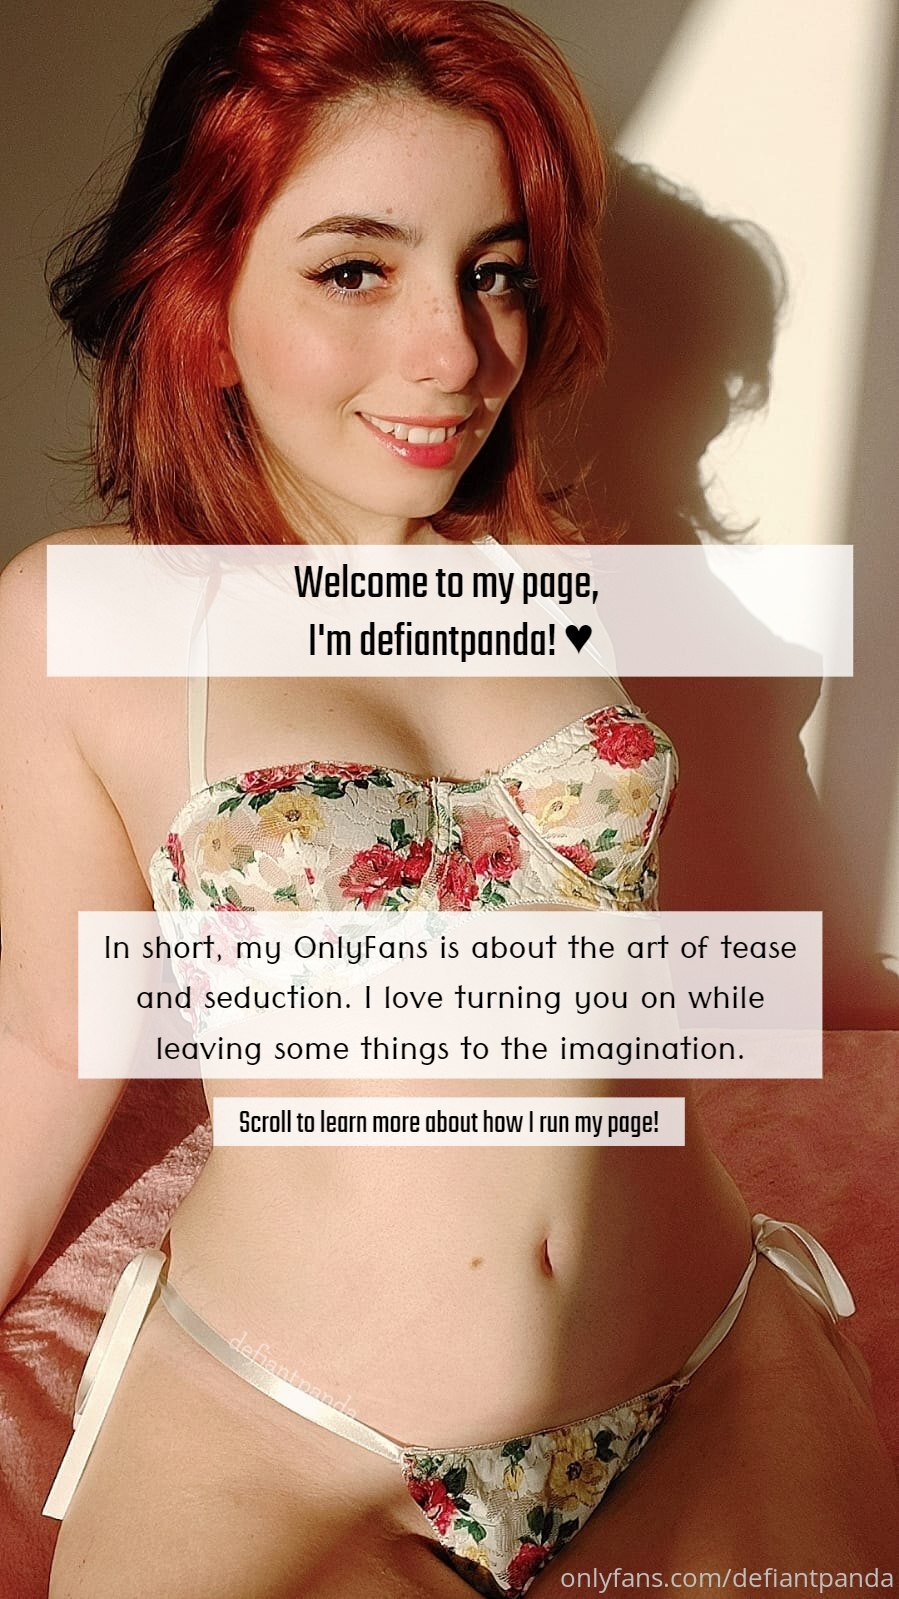 Welcome to my page,
I'm defiantpanda! ♥
In short, my OnlyFans is about the art of tease
and seduction. I love turning you on while
leaving some things to the imagination.
Scroll to learn more about how I run my page!
defiantpanda
onlyfans.com/defiantpanda